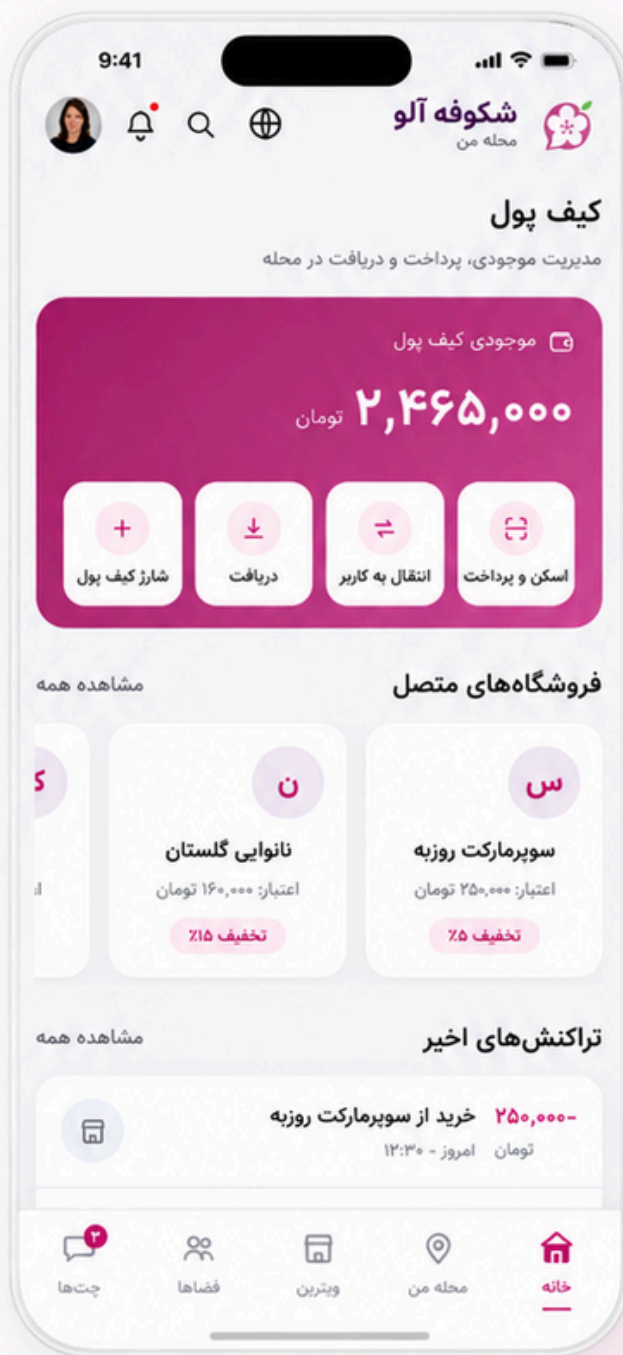 9:41
شکوفه آلو
محله من
کیف پول
مدیریت موجودی، پرداخت و دریافت در محله
موجودی کیف پول
۲,۴۶۵,۰۰۰ تومان
اسکن و پرداخت
انتقال به کاربر
دریافت
شارژ کیف پول
فروشگاه‌های متصل
مشاهده همه
س
سوپرمارکت روزبه
اعتبار: ۲۵۰,۰۰۰ تومان
تخفیف ۵٪
ن
نانوایی گلستان
اعتبار: ۱۶۰,۰۰۰ تومان
تخفیف ۱۵٪
تراکنش‌های اخیر
مشاهده همه
-۲۵۰,۰۰۰
تومان
خرید از سوپرمارکت روزبه
امروز - ۱۲:۳۰
خانه
محله من
ویترین
فضاها
۳
چت‌ها